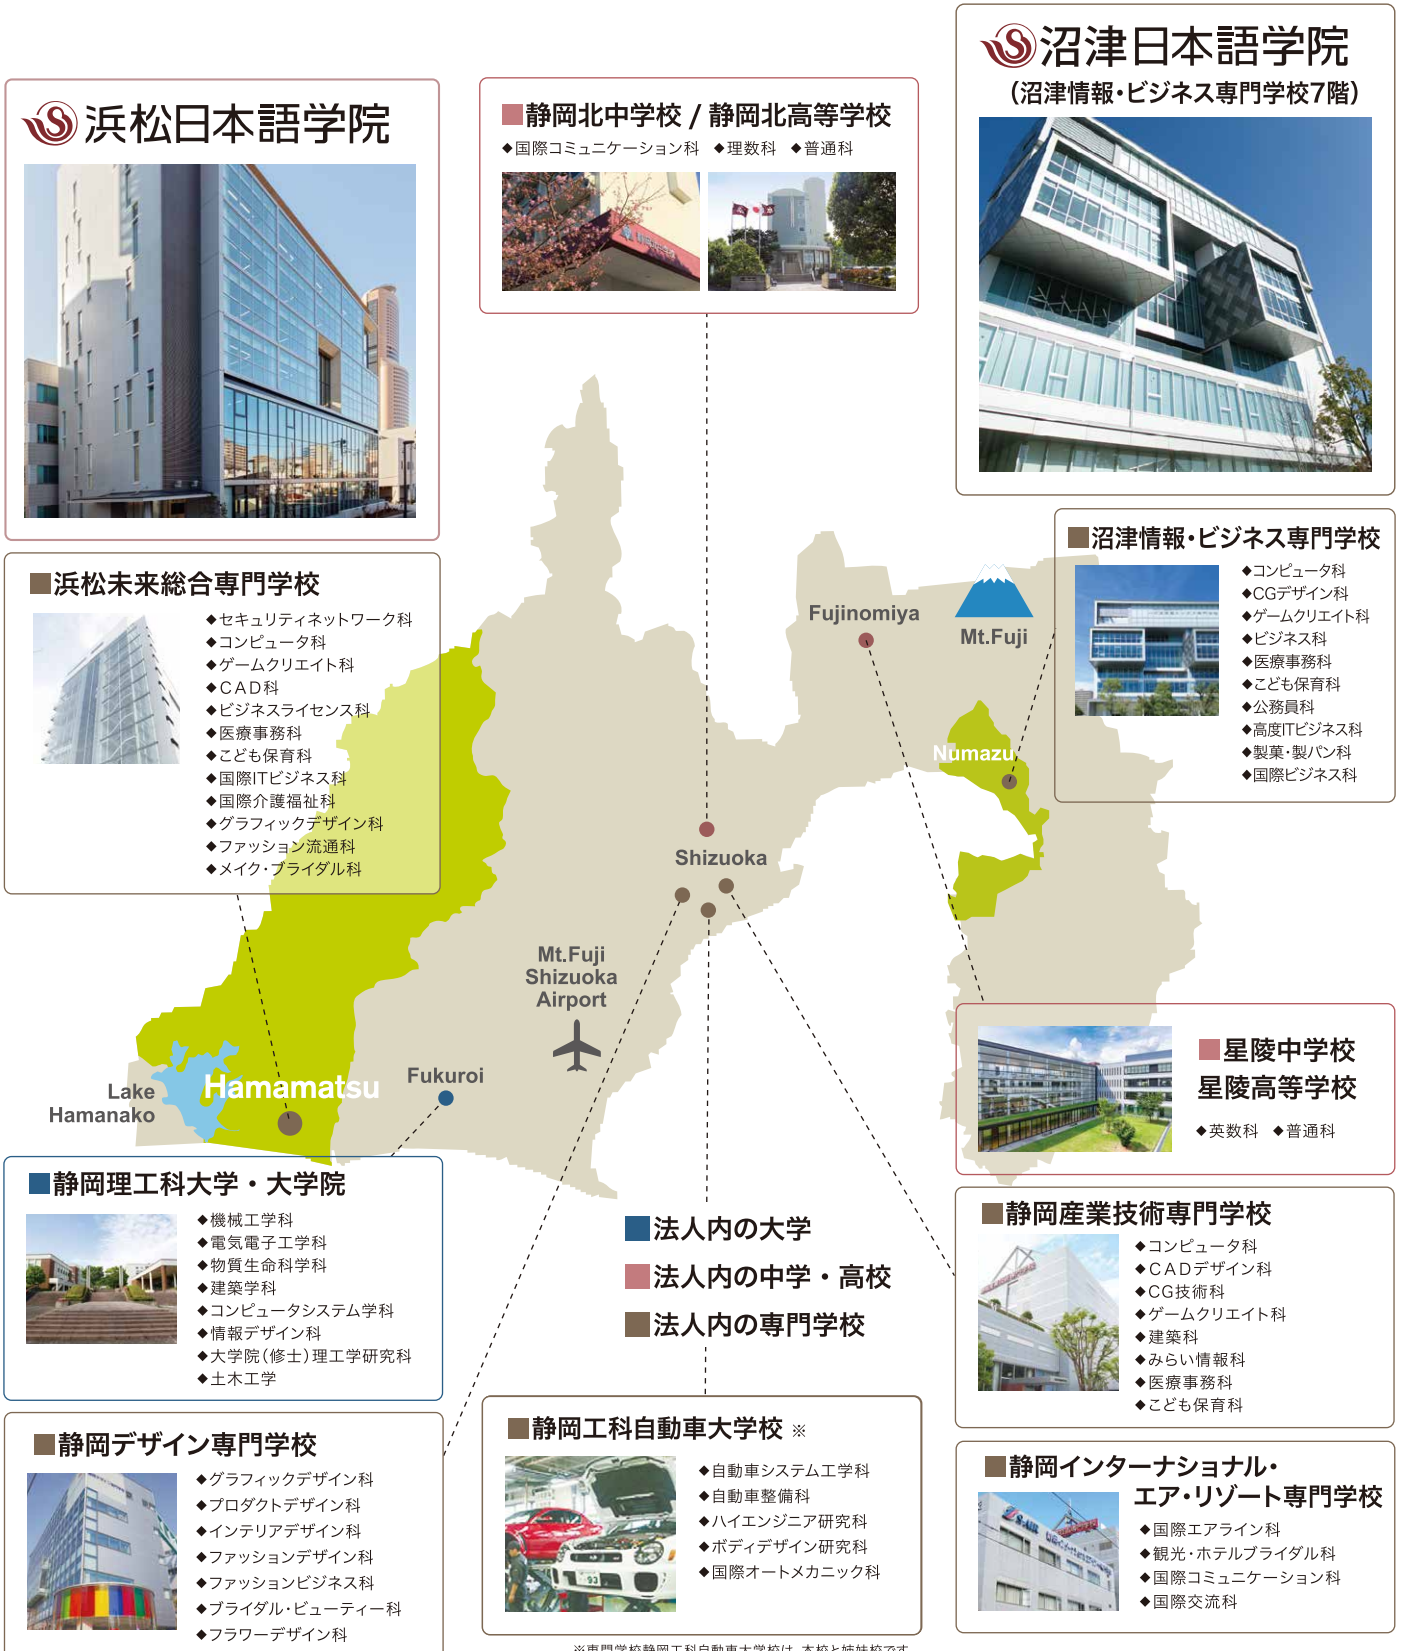 浜松日本語学院
静岡北中学校 / 静岡北高等学校
◆国際コミュニケーション科 ◆理数科 ◆普通科
沼津日本語学院
(沼津情報・ビジネス専門学校7階)
浜松未来総合専門学校
◆セキュリティネットワーク科
◆コンピュータ科
◆ゲームクリエイト科
◆CAD科
◆ビジネスライセンス科
◆医療事務科
◆こども保育科
◆国際ITビジネス科
◆国際介護福祉科
◆グラフィックデザイン科
◆ファッション流通科
◆メイク・ブライダル科
沼津情報・ビジネス専門学校
◆コンピュータ科
◆CGデザイン科
◆ゲームクリエイト科
◆ビジネス科
◆医療事務科
◆こども保育科
◆公務員科
◆高度ITビジネス科
◆製菓・製パン科
◆国際ビジネス科
Fujinomiya
Mt.Fuji
Numazu
Shizuoka
Mt.Fuji
Shizuoka
Airport
Fukuroi
Hamamatsu
Lake
Hamanako
星陵中学校
星陵高等学校
◆英数科 ◆普通科
静岡理工科大学・大学院
◆機械工学科
◆電気電子工学科
◆物質生命科学科
◆建築学科
◆コンピュータシステム学科
◆情報デザイン科
◆大学院(修士)理工学研究科
◆土木工学
法人内の大学
法人内の中学・高校
法人内の専門学校
静岡産業技術専門学校
◆コンピュータ科
◆CADデザイン科
◆CG技術科
◆ゲームクリエイト科
◆建築科
◆みらい情報科
◆医療事務科
◆こども保育科
静岡デザイン専門学校
◆グラフィックデザイン科
◆プロダクトデザイン科
◆インテリアデザイン科
◆ファッションデザイン科
◆ファッションビジネス科
◆ブライダル・ビューティー科
◆フラワーデザイン科
静岡工科自動車大学校 ※
◆自動車システム工学科
◆自動車整備科
◆ハイエンジニア研究科
◆ボディデザイン研究科
◆国際オートメカニック科
静岡インターナショナル・
エア・リゾート専門学校
◆国際エアライン科
◆観光・ホテルブライダル科
◆国際コミュニケーション科
◆国際交流科
※専門学校静岡工科自動車大学校は、本校と姉妹校です